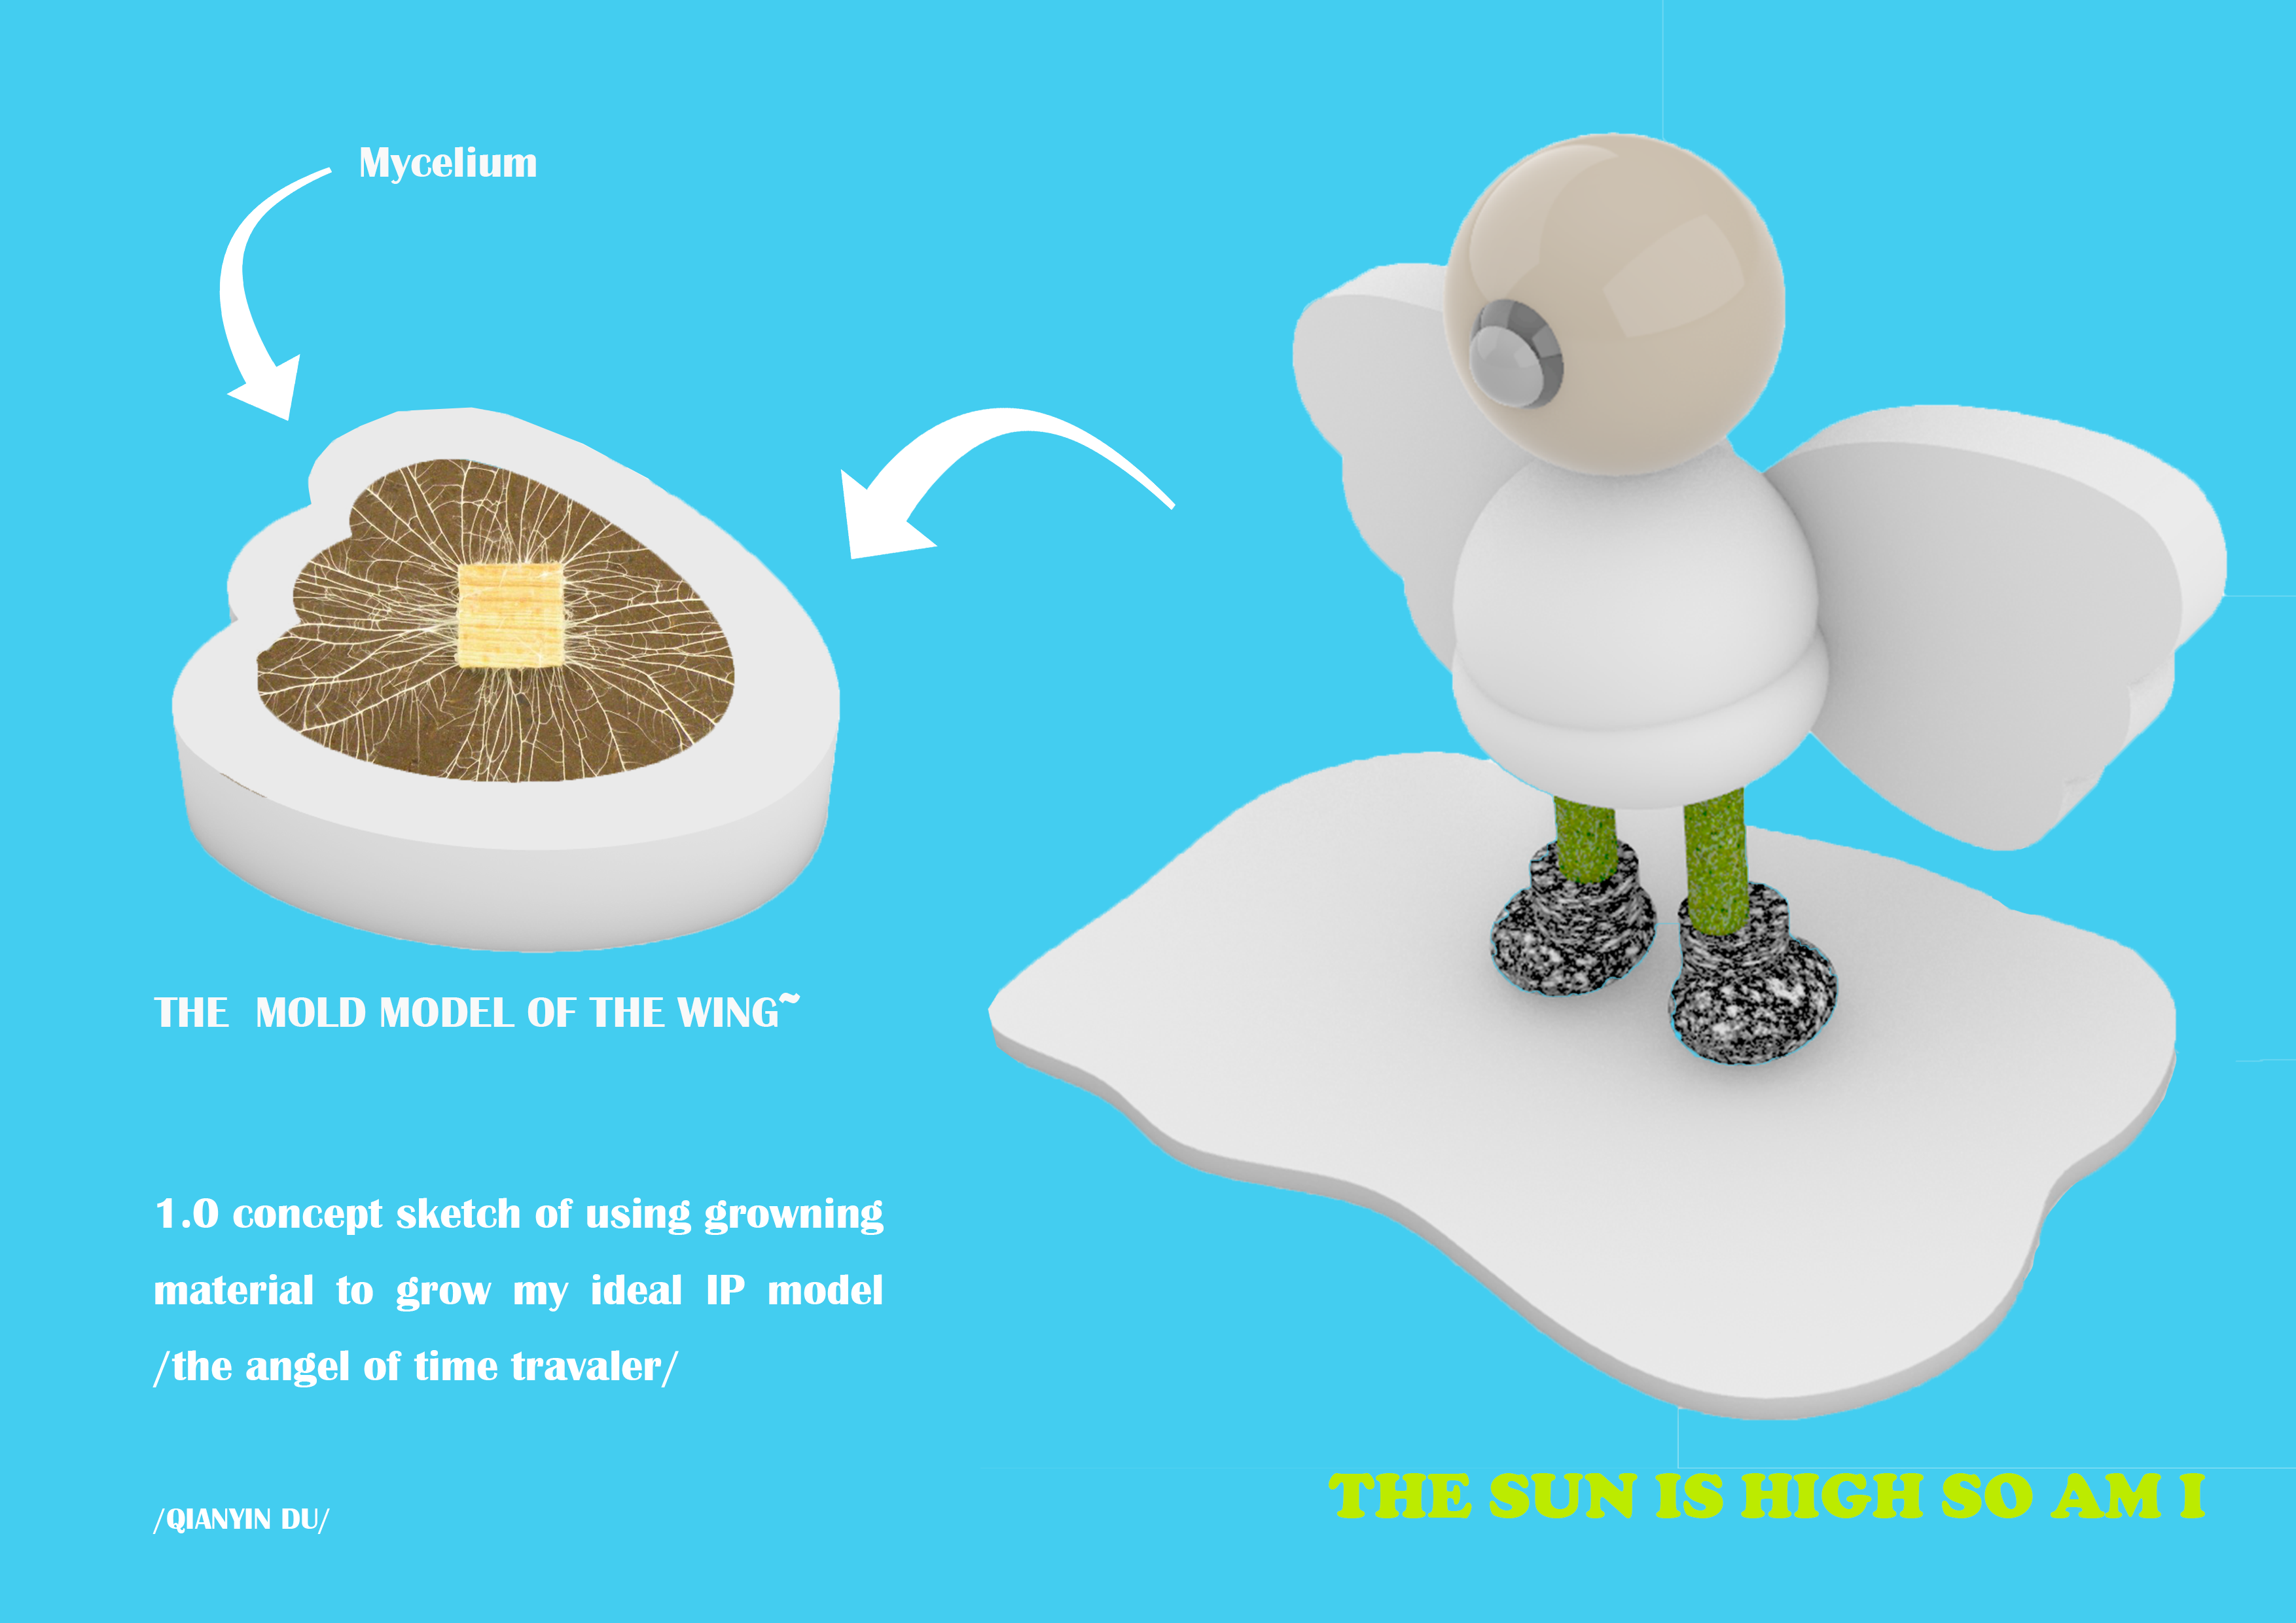 Mycelium
THE MOLD MODEL OF THE WING~
1.0 concept sketch of using growning
material to grow my ideal IP model
/the angel of time travaler/
/QIANYIN DU/
THE SUN IS HIGH SO AM I